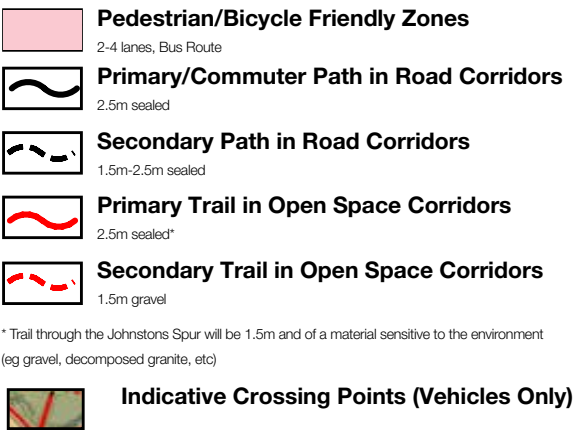 Pedestrian/Bicycle Friendly Zones
2-4 lanes, Bus Route
Primary/Commuter Path in Road Corridors
2.5m sealed
Secondary Path in Road Corridors
1.5m-2.5m sealed
Primary Trail in Open Space Corridors
2.5m sealed*
Secondary Trail in Open Space Corridors
1.5m gravel
* Trail through the Johnstons Spur will be 1.5m and of a material sensitive to the environment
(eg gravel, decomposed granite, etc)
Indicative Crossing Points (Vehicles Only)